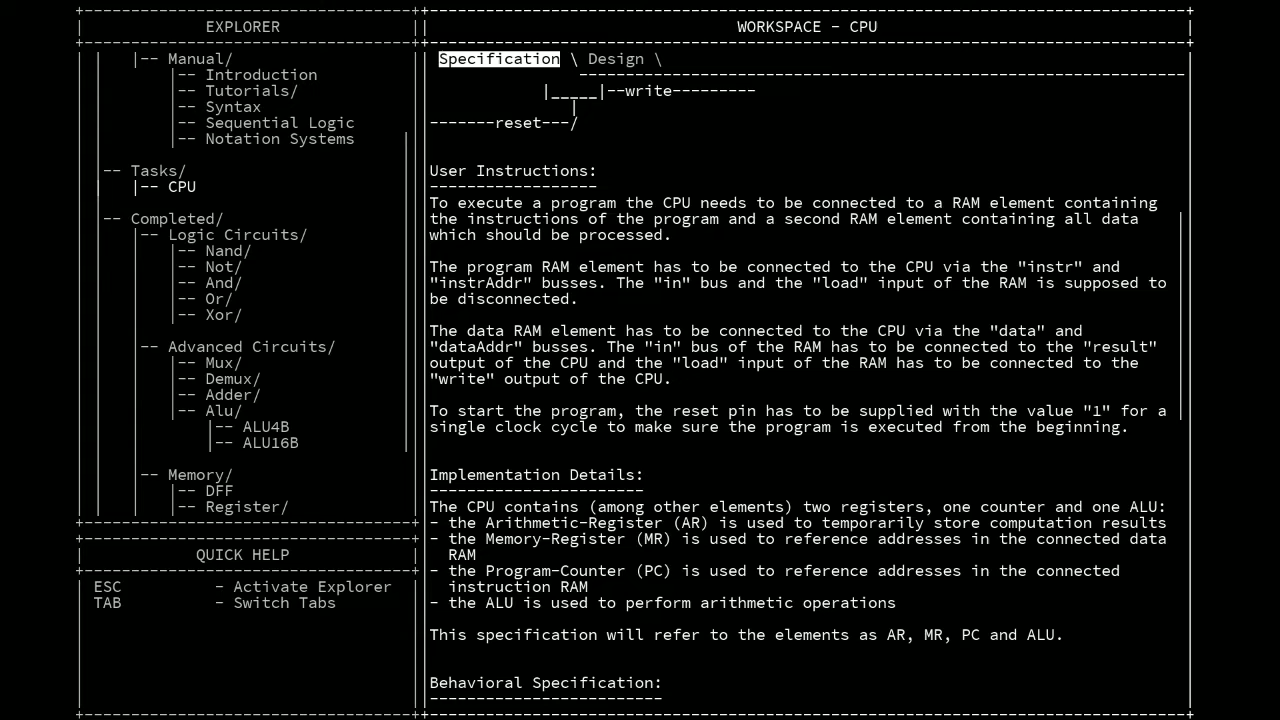 EXPLORER
|-- Manual/
|-- Introduction
|-- Tutorials/
|-- Syntax
|-- Sequential Logic
|-- Notation Systems
|-- Tasks/
|-- CPU
|-- Completed/
|-- Logic Circuits/
|-- Nand/
|-- Not/
|-- And/
|-- Or/
|-- Xor/
|-- Advanced Circuits/
|-- Mux/
|-- Demux/
|-- Adder/
|-- Alu/
|-- ALU4B
|-- ALU16B
|-- Memory/
|-- DFF
|-- Register/
QUICK HELP
ESC - Activate Explorer
TAB - Switch Tabs
WORKSPACE - CPU
Specification \ Design \
|_____|--write---------
-------reset---/
User Instructions:
------------------
To execute a program the CPU needs to be connected to a RAM element containing
the instructions of the program and a second RAM element containing all data
which should be processed.
The program RAM element has to be connected to the CPU via the "instr" and
"instrAddr" busses. The "in" bus and the "load" input of the RAM is supposed to
be disconnected.
The data RAM element has to be connected to the CPU via the "data" and
"dataAddr" busses. The "in" bus of the RAM has to be connected to the "result"
output of the CPU and the "load" input of the RAM has to be connected to the
"write" output of the CPU.
To start the program, the reset pin has to be supplied with the value "1" for a
single clock cycle to make sure the program is executed from the beginning.
Implementation Details:
-----------------------
The CPU contains (among other elements) two registers, one counter and one ALU:
- the Arithmetic-Register (AR) is used to temporarily store computation results
- the Memory-Register (MR) is used to reference addresses in the connected data
RAM
- the Program-Counter (PC) is used to reference addresses in the connected
instruction RAM
- the ALU is used to perform arithmetic operations
This specification will refer to the elements as AR, MR, PC and ALU.
Behavioral Specification:
-------------------------